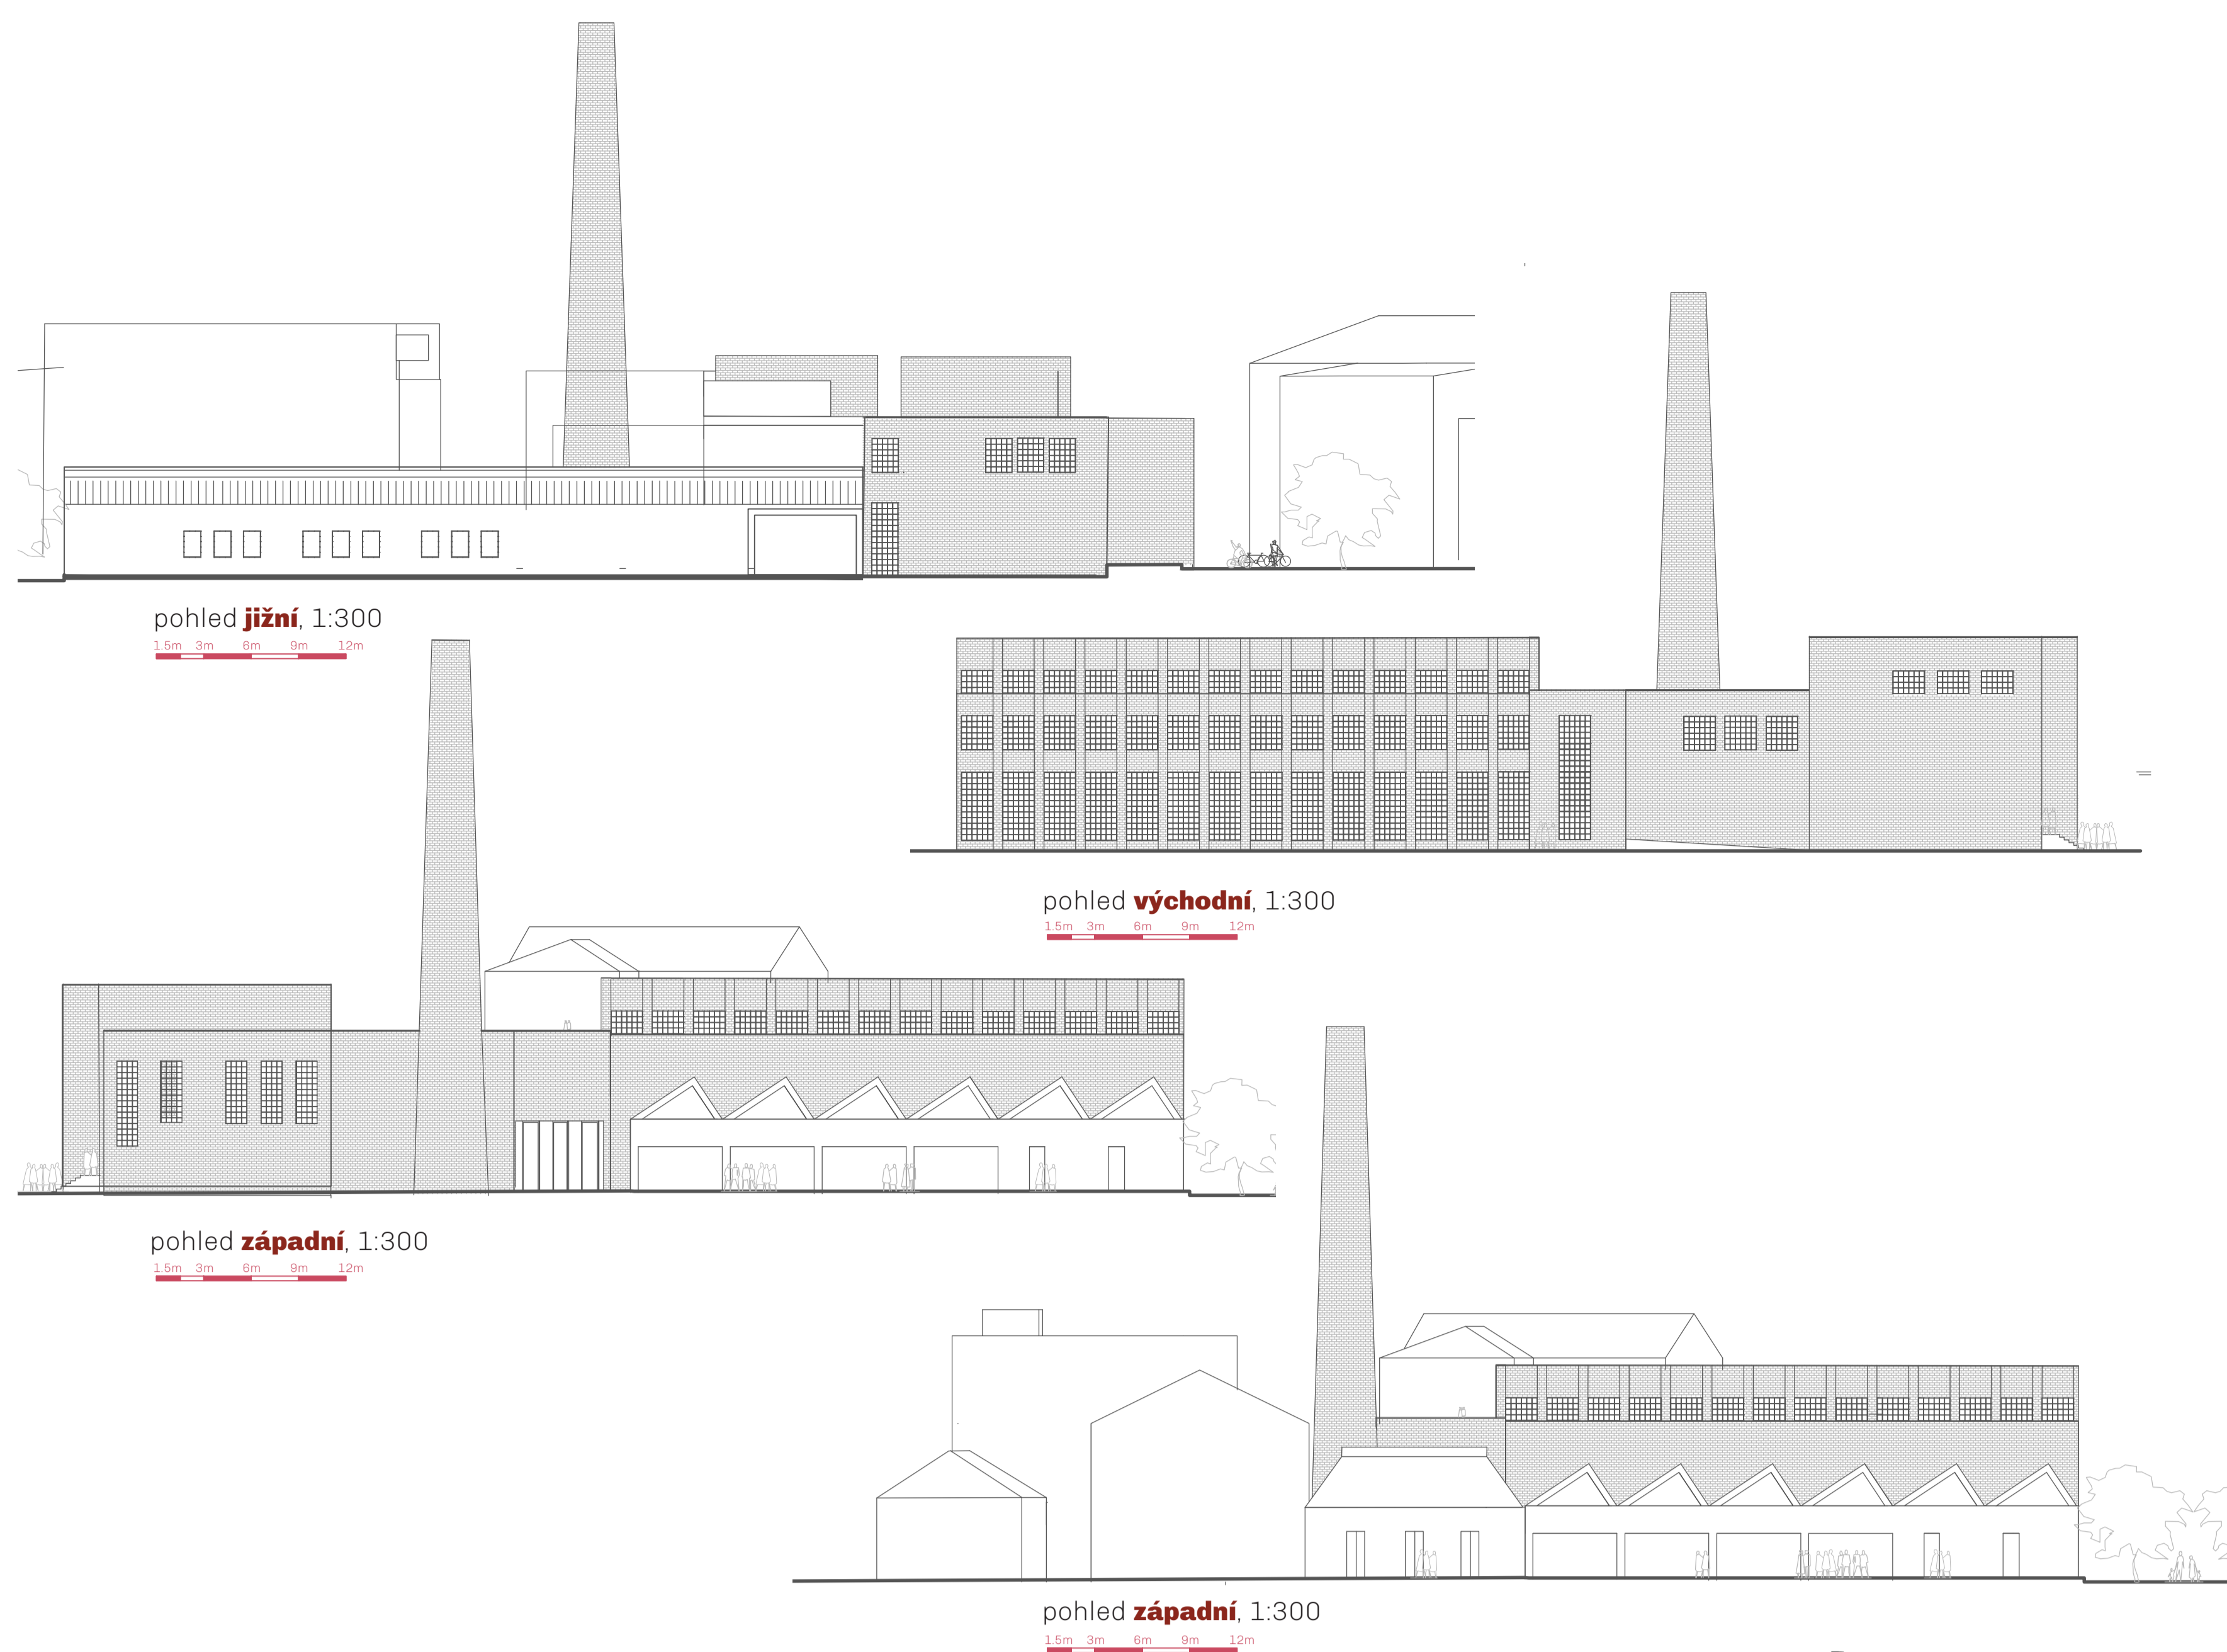 pohled jižní, 1:300
1.5m 3m 6m 9m 12m
pohled východní, 1:300
1.5m 3m 6m 9m 12m
pohled západní, 1:300
1.5m 3m 6m 9m 12m
pohled západní, 1:300
1.5m 3m 6m 9m 12m